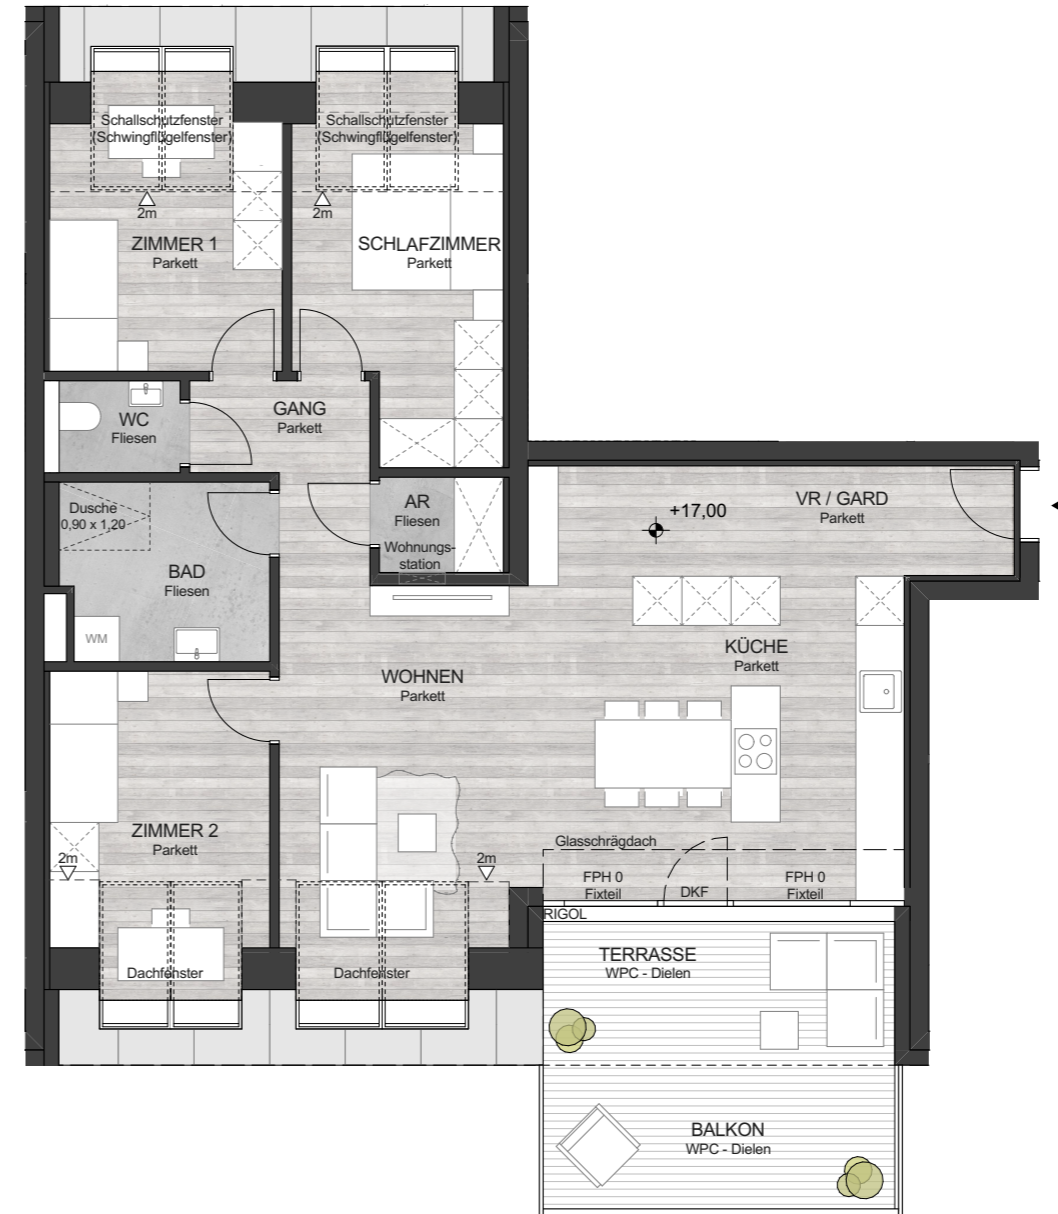 Schallschutzfenster
(Schwingflügelfenster)
Schallschutzfenster
(Schwingflügelfenster)
2m
2m
ZIMMER 1
Parkett
SCHLAFZIMMER
Parkett
WC
Fliesen
GANG
Parkett
Dusche
0,90 x 1,20
AR
Fliesen
Wohnungs-
station
VR / GARD
Parkett
+17,00
BAD
Fliesen
WM
WOHNEN
Parkett
KÜCHE
Parkett
ZIMMER 2
Parkett
2m
2m
Glasschrägdach
FPH 0
Fixteil
DKF
FPH 0
Fixteil
RIGOL
Dachfenster
Dachfenster
TERRASSE
WPC - Dielen
BALKON
WPC - Dielen